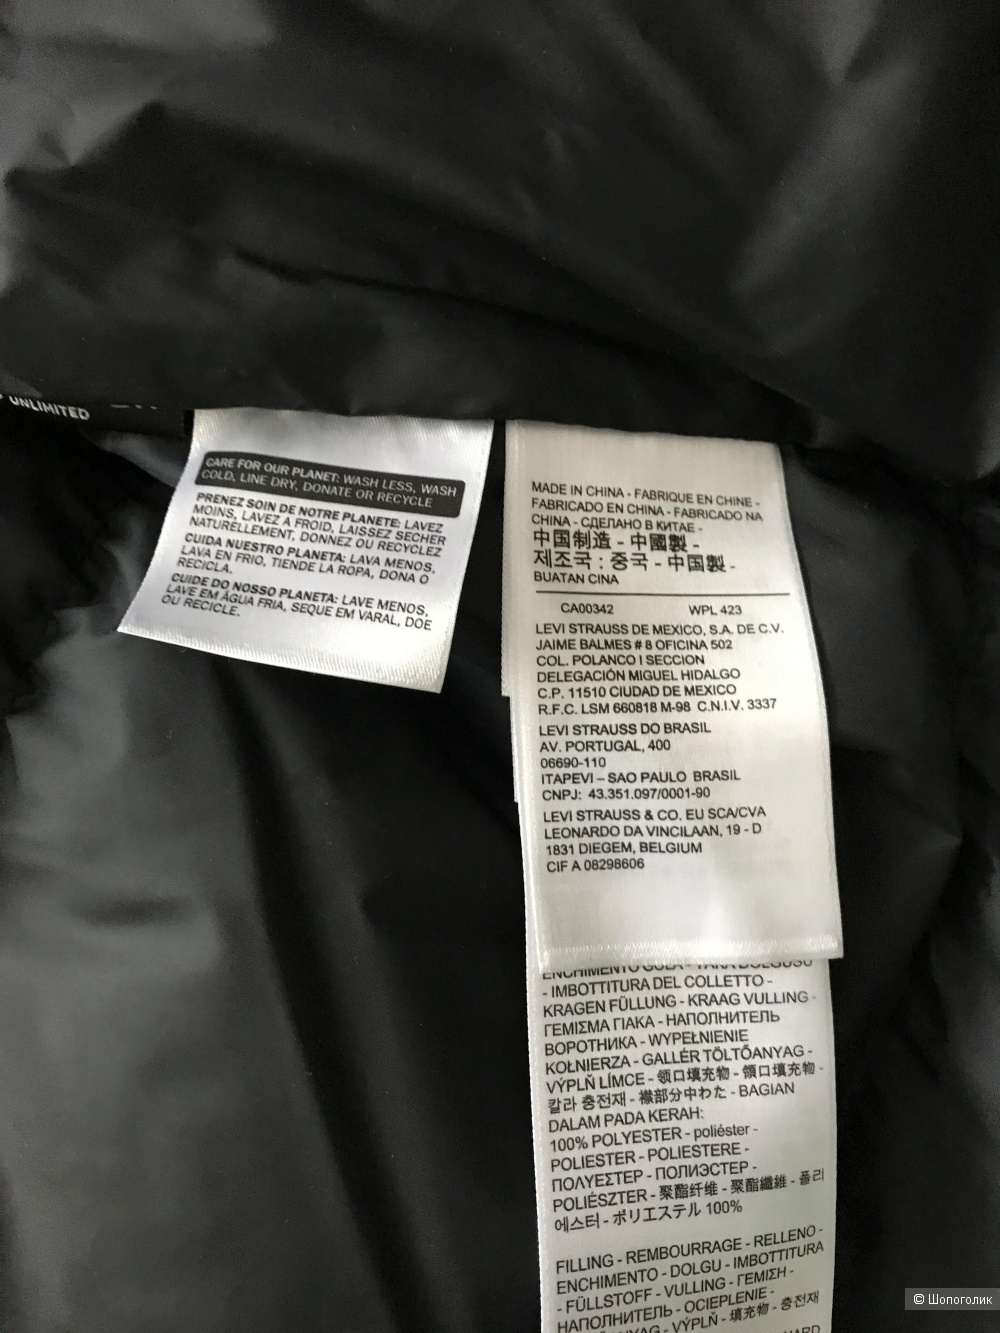 UNLIMITED
CARE FOR OUR PLANET: WASH LESS, WASH
COLD, LINE DRY, DONATE OR RECYCLE
PRENEZ SOIN DE NOTRE PLANETE: LAVEZ
MOINS, LAVEZ A FROID, LAISSEZ SECHER
NATURELLEMENT, DONNEZ OU RECYCLEZ
CUIDA NUESTRO PLANETA: LAVA MENOS,
LAVA EN FRIO, TIENDE LA ROPA, DONA O
RECICLA.
CUIDE DO NOSSO PLANETA: LAVE MENOS,
LAVE EM ÁGUA FRIA, SEQUE EM VARAL, DOE
OU RECICLE.
MADE IN CHINA - FABRIQUE EN CHINE -
FABRICADO EN CHINA - FABRICADO NA
CHINA - СДЕЛАНО В КИТАЕ -
中国制造 - 中國製 -
제조국 : 중국 - 中国製 -
BUATAN CINA
CA00342 WPL 423
LEVI STRAUSS DE MEXICO, S.A. DE C.V.
JAIME BALMES # 8 OFICINA 502
COL. POLANCO I SECCION
DELEGACIÓN MIGUEL HIDALGO
C.P. 11510 CIUDAD DE MEXICO
R.F.C. LSM 660818 M-98 C.N.I.V. 3337
LEVI STRAUSS DO BRASIL
AV. PORTUGAL, 400
06690-110
ITAPEVI – SAO PAULO BRASIL
CNPJ: 43.351.097/0001-90
LEVI STRAUSS & CO. EU SCA/CVA
LEONARDO DA VINCILAAN, 19 - D
1831 DIEGEM, BELGIUM
CIF A 08298606
ENCHIMENTO GOLA - YAKA DOLGUSU
- IMBOTTITURA DEL COLLETTO -
KRAGEN FÜLLUNG - KRAAG VULLING -
ΓΕΜΙΣΜΑ ΓΙΑΚΑ - НАПОЛНИТЕЛЬ
ВОРОТНИКА - WYPEŁNIENIE
KOŁNIERZA - GALLÉR TÖLTŐANYAG -
VÝPLŇ LÍMCE - 领口填充物 - 領口填充物 -
칼라 충전재 - 襟部分中わた - BAGIAN
DALAM PADA KERAH:
100% POLYESTER - poliéster -
POLIESTER - POLIESTERE -
ΠΟΛΥΕΣΤΕΡ - ПОЛИЭСТЕР -
POLIÉSZTER - 聚酯纤维 - 聚酯纖維 - 폴리
에스터 - ポリエステル 100%
FILLING - REMBOURRAGE - RELLENO -
ENCHIMENTO - DOLGU - IMBOTTITURA
- FÜLLSTOFF - VULLING - ΓΕΜΙΣΗ -
НАПОЛНИТЕЛЬ - OCIEPLENIE -
VÝPLŇ - 填充物 - 충전재
© Шопоголик